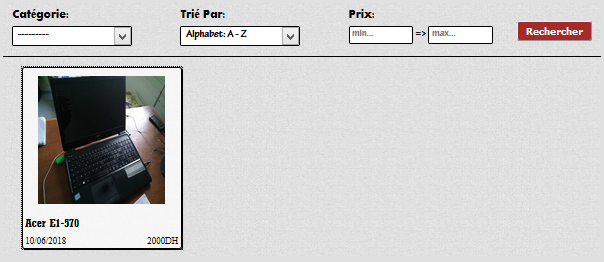 Catégorie: Trié Par: Prix:
--------- Alphabet: A - Z min... => max... Rechercher
Acer E1-570
10/06/2018 2000DH